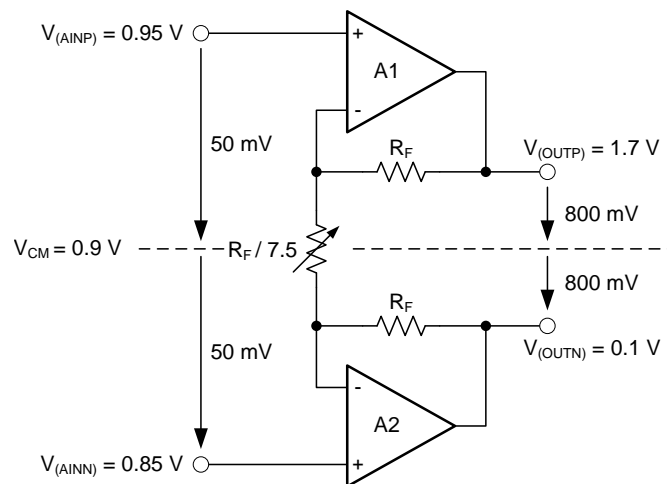 V(AINP) = 0.95 V
+
A1
-
50 mV
RF
V(OUTP) = 1.7 V
800 mV
VCM = 0.9 V
RF / 7.5
800 mV
RF
50 mV
V(OUTN) = 0.1 V
-
A2
V(AINN) = 0.85 V
+